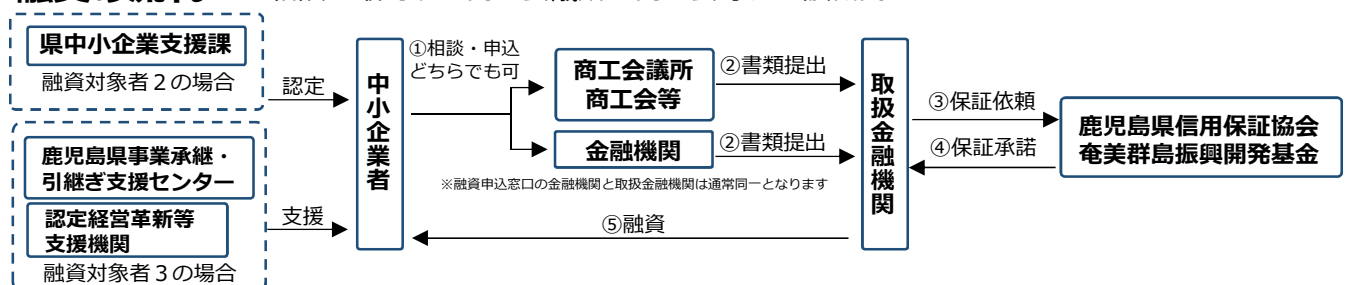 県中小企業支援課
融資対象者２の場合
認定
鹿児島県事業承継・
引継ぎ支援センター
認定経営革新等
支援機関
融資対象者３の場合
支援
中小企業者
①相談・申込
どちらでも可
商工会議所
商工会等
金融機関
②書類提出
②書類提出
※融資申込窓口の金融機関と取扱金融機関は通常同一となります
⑤融資
取扱金融機関
③保証依頼
④保証承諾
鹿児島県信用保証協会
奄美群島振興開発基金